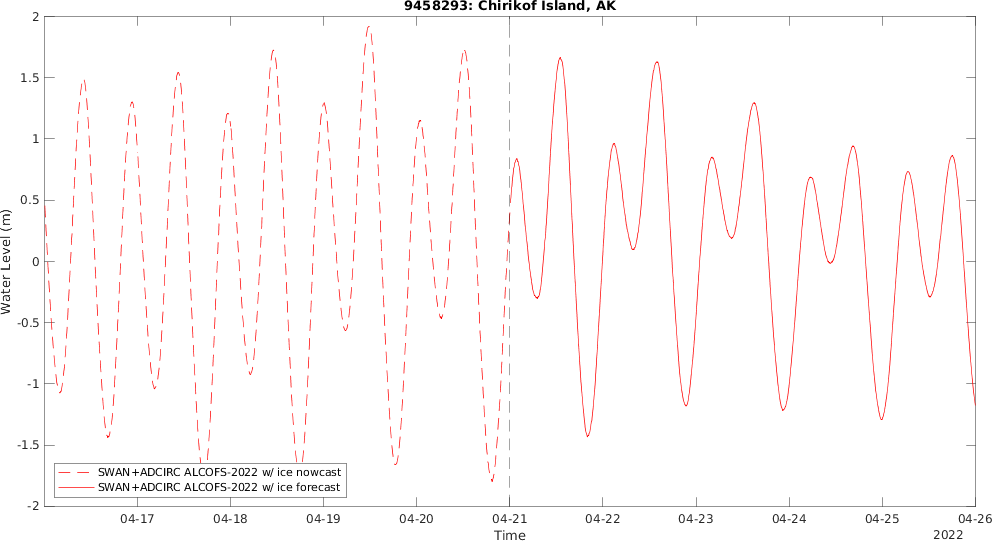 9458293: Chirikof Island, AK
2
1.5
1
0.5
0
-0.5
-1
-1.5
-2
Water Level (m)
SWAN+ADCIRC ALCOFS-2022 w/ ice nowcast
SWAN+ADCIRC ALCOFS-2022 w/ ice forecast
04-17 04-18 04-19 04-20 04-21 04-22 04-23 04-24 04-25 04-26
Time
2022